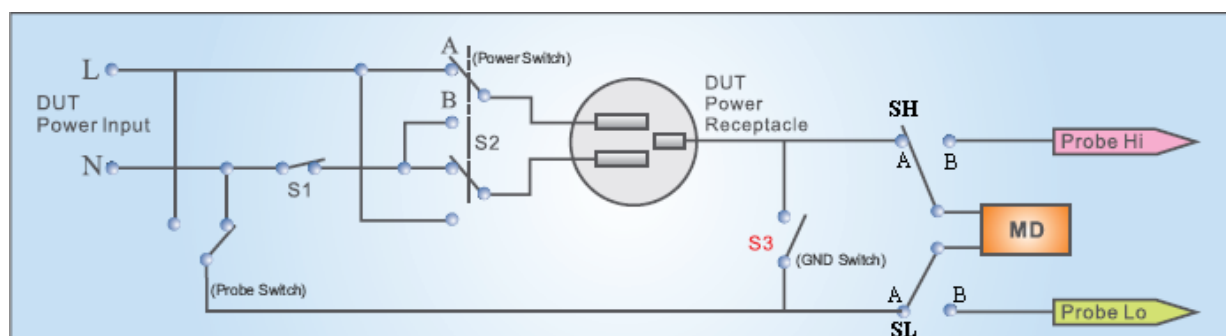 A
(Power Switch)
L
DUT
Power Input
B
DUT
Power
Receptacle
SH
A
B
Probe Hi
S2
N
S1
MD
S3
(GND Switch)
(Probe Switch)
A
B
Probe Lo
SL